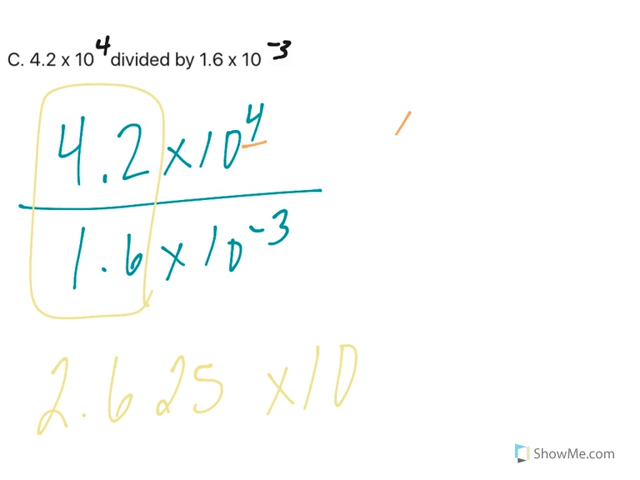 C. 4.2 x 10⁴ divided by 1.6 x 10⁻³
4.2 x 10⁴
1.6 x 10⁻³
2.625 x 10
ShowMe.com